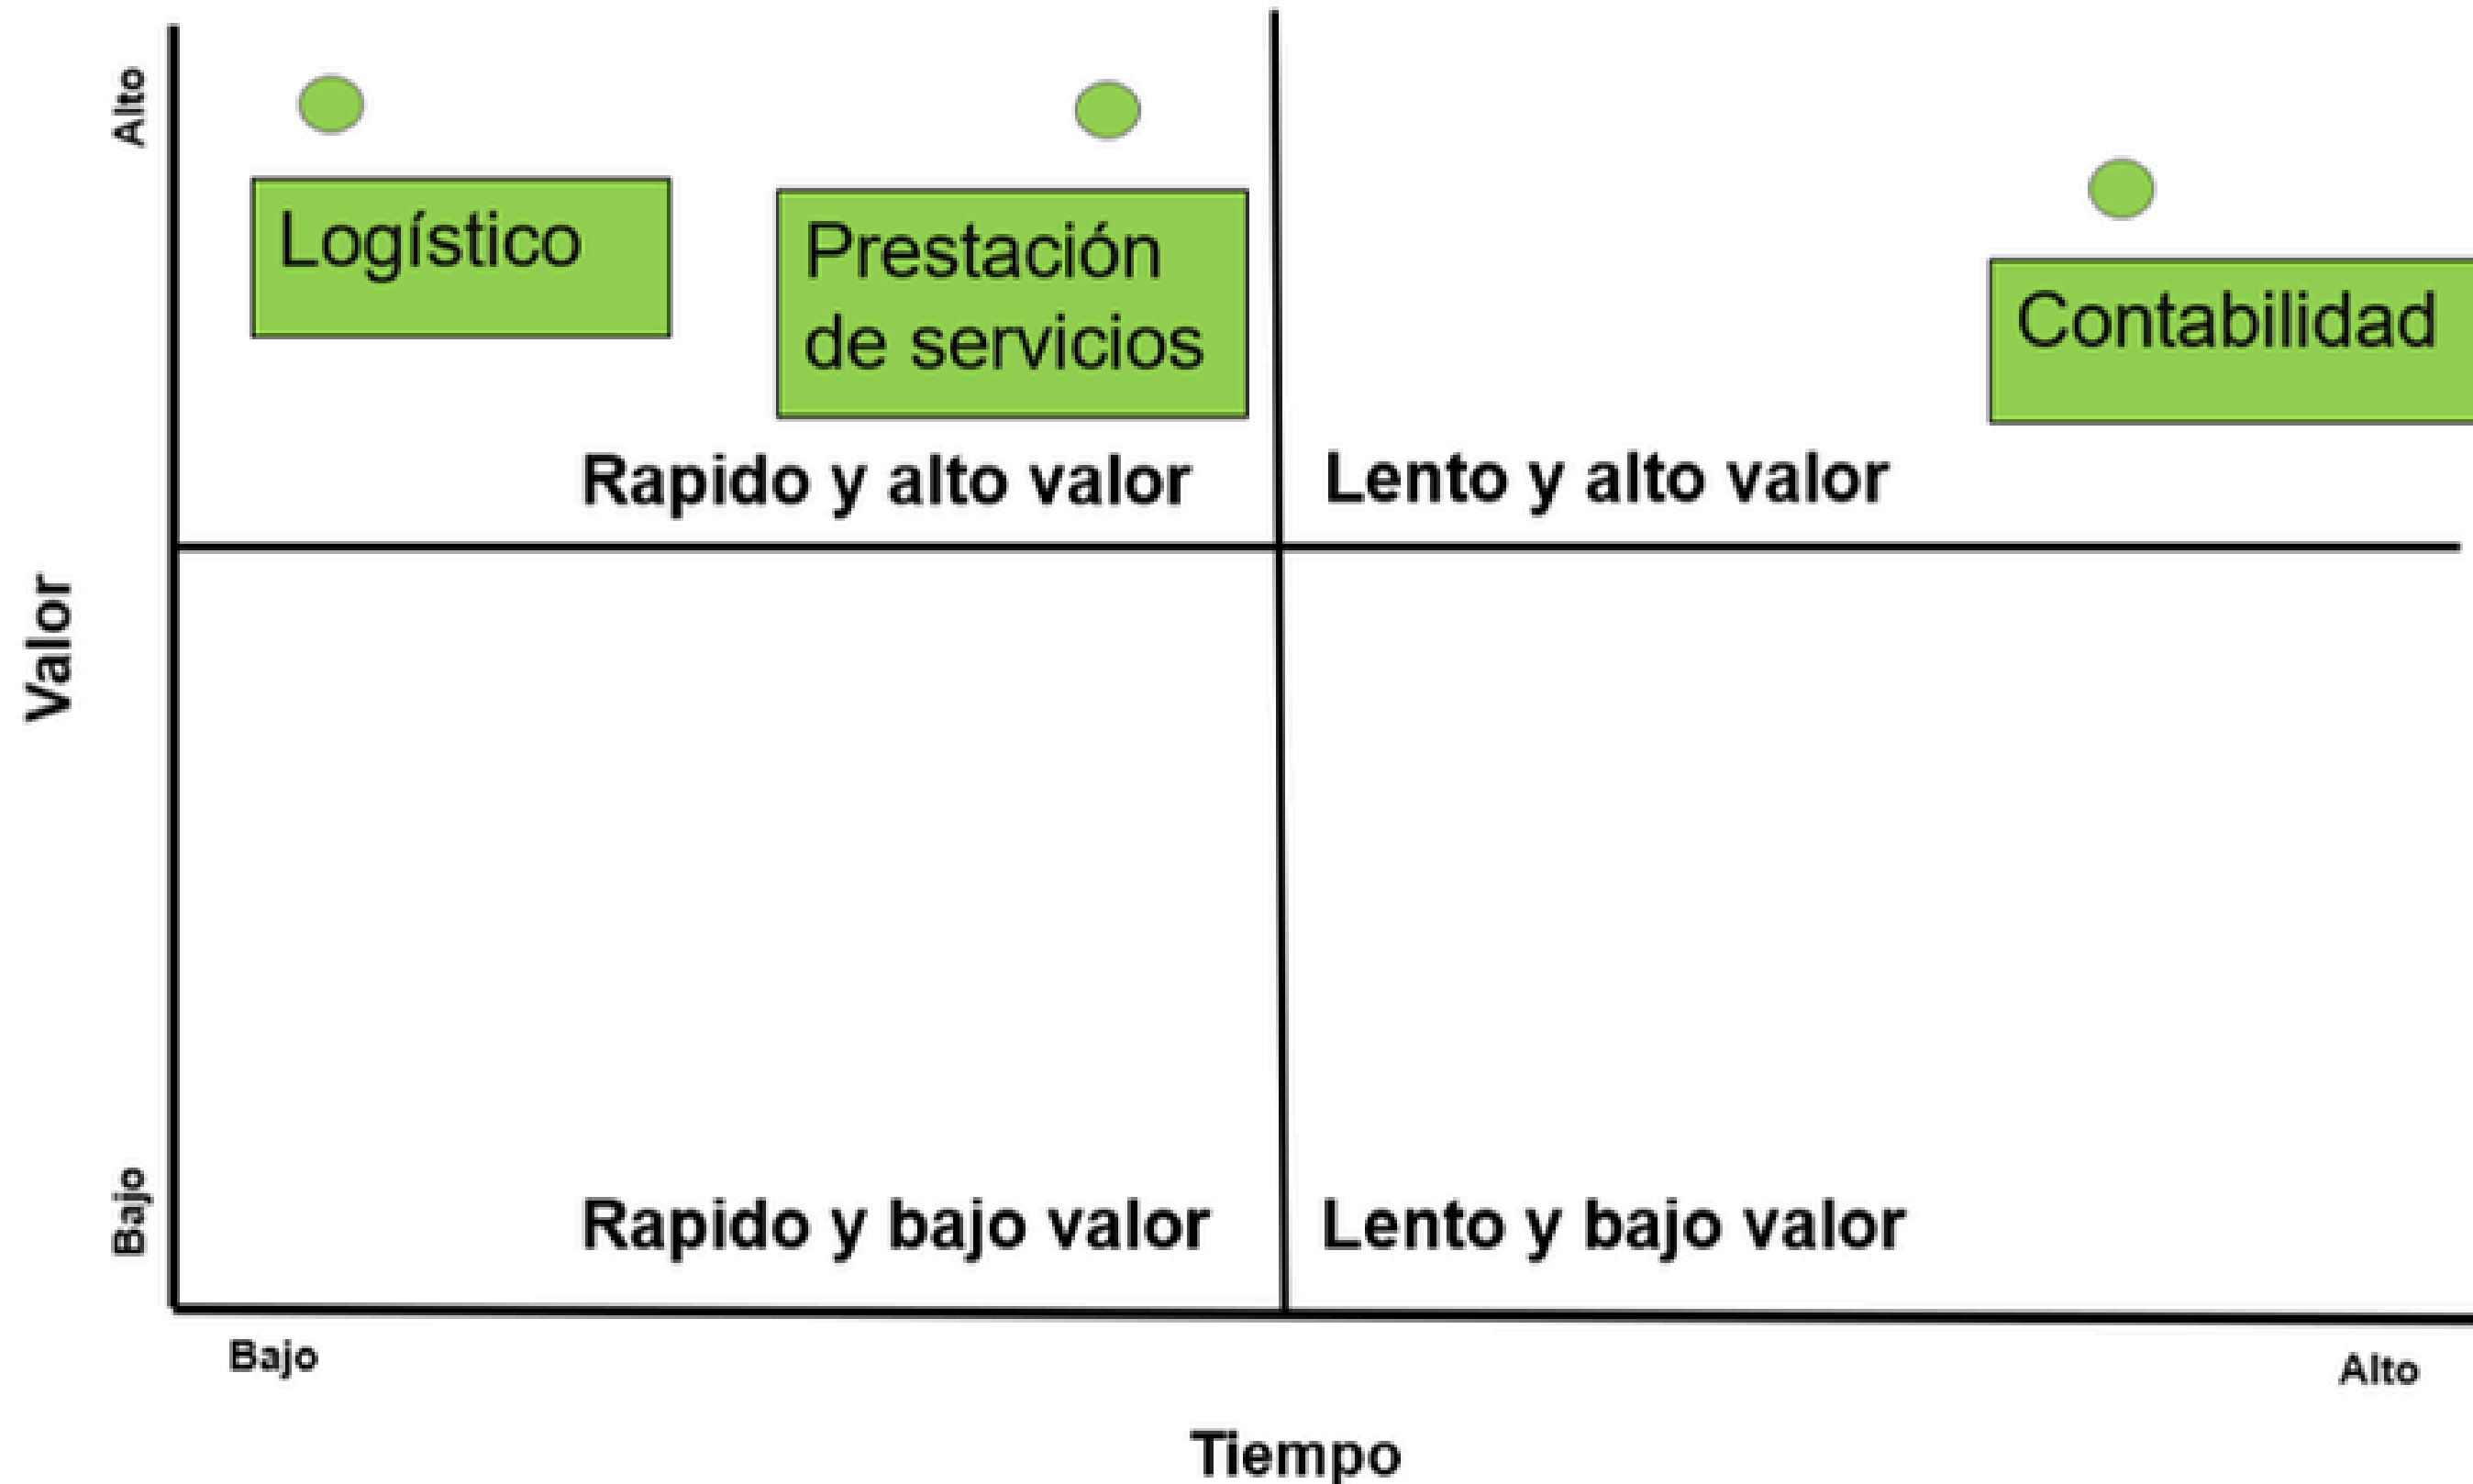 Alto
Logístico
Prestación
de servicios
Contabilidad
Rapido y alto valor
Lento y alto valor
Valor
Rapido y bajo valor
Lento y bajo valor
Bajo
Bajo
Alto
Tiempo